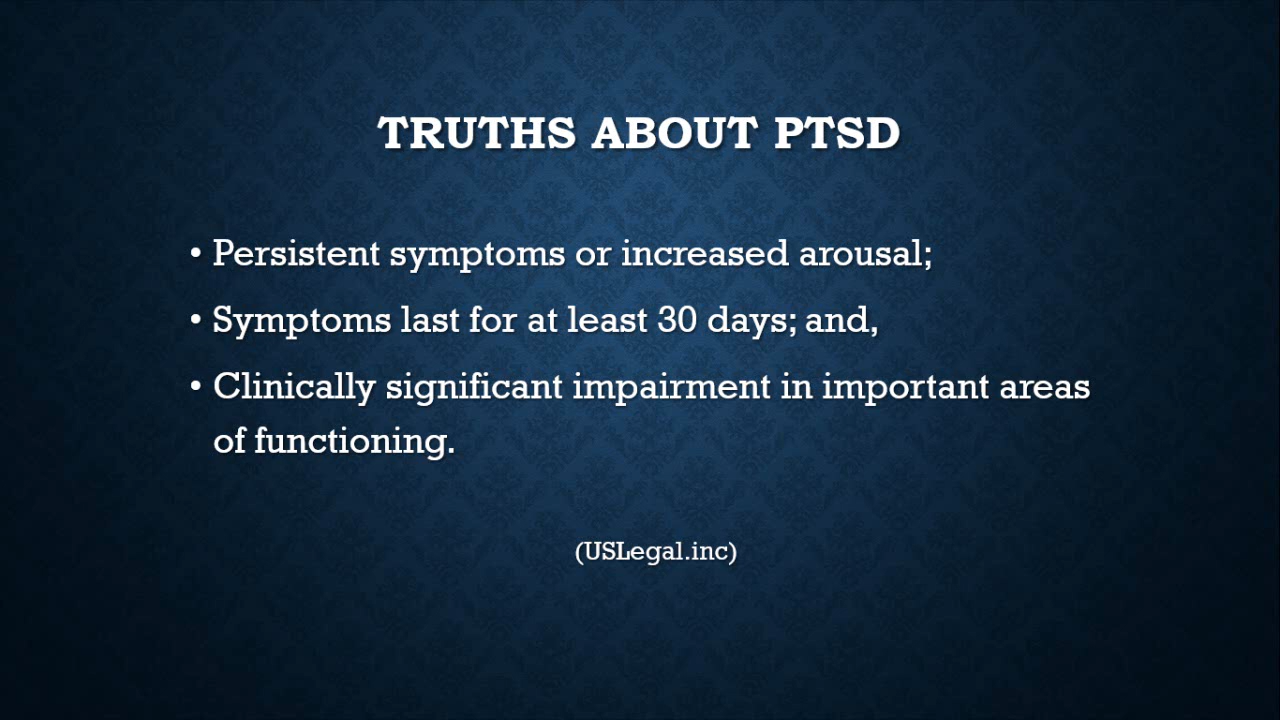 TRUTHS ABOUT PTSD
• Persistent symptoms or increased arousal;
• Symptoms last for at least 30 days; and,
• Clinically significant impairment in important areas
of functioning.
(USLegal.inc)